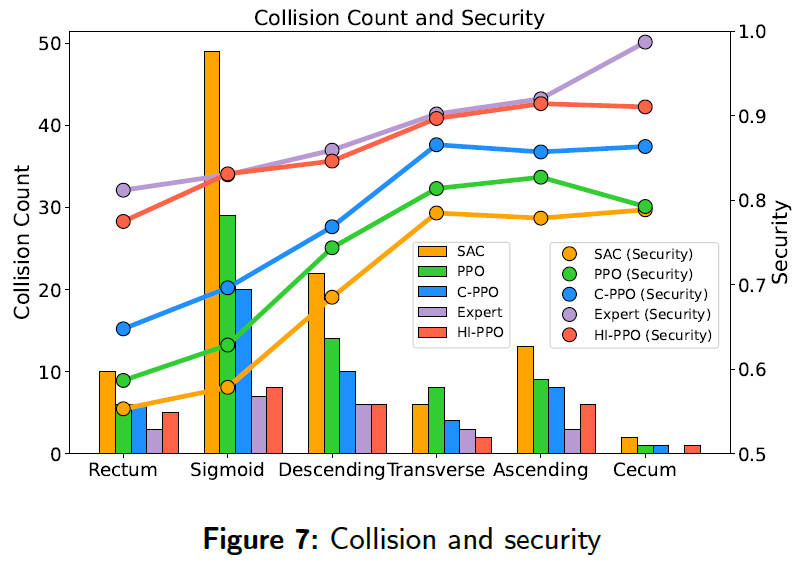 Collision Count and Security
Collision Count
50
40
30
20
10
0
1.0
0.9
0.8
0.7
0.6
0.5
Security
SAC
PPO
C-PPO
Expert
HI-PPO
SAC (Security)
PPO (Security)
C-PPO (Security)
Expert (Security)
HI-PPO (Security)
Rectum Sigmoid Descending Transverse Ascending Cecum
Figure 7: Collision and security